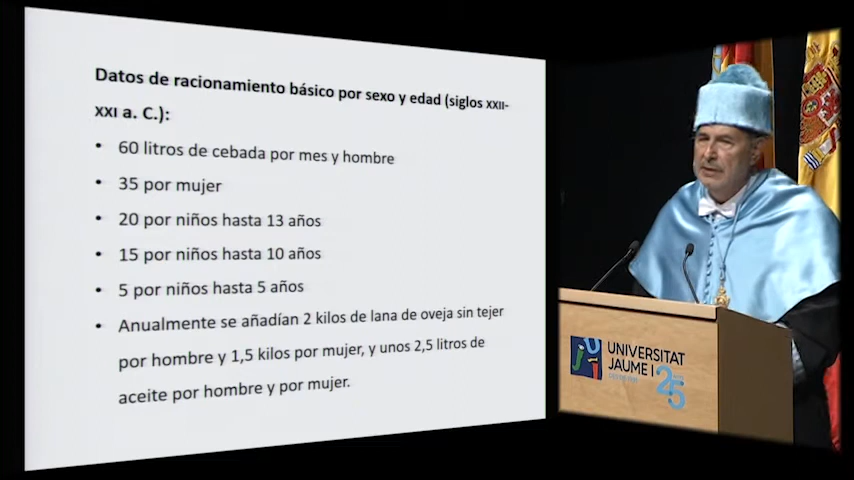 Datos de racionamiento básico por sexo y edad (siglos XXII-
XXI a. C.):
• 60 litros de cebada por mes y hombre
• 35 por mujer
• 20 por niños hasta 13 años
• 15 por niños hasta 10 años
• 5 por niños hasta 5 años
• Anualmente se añadían 2 kilos de lana de oveja sin tejer
por hombre y 1,5 kilos por mujer, y unos 2,5 litros de
aceite por hombre y por mujer.
UNIVERSITAT
JAUME I
25